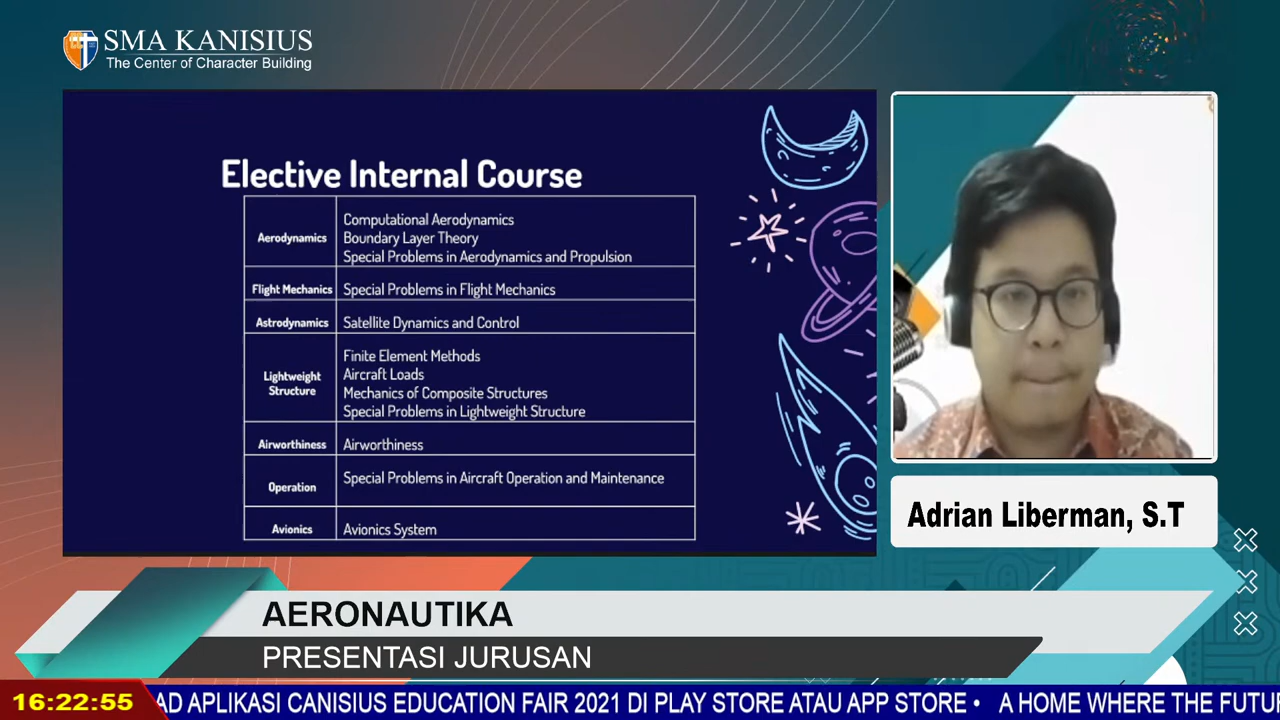 SMA KANISIUS
The Center of Character Building
Elective Internal Course
Aerodynamics
Computational Aerodynamics
Boundary Layer Theory
Special Problems in Aerodynamics and Propulsion
Flight Mechanics
Special Problems in Flight Mechanics
Astrodynamics
Satellite Dynamics and Control
Lightweight
Structure
Finite Element Methods
Aircraft Loads
Mechanics of Composite Structures
Special Problems in Lightweight Structure
Airworthiness
Airworthiness
Operation
Special Problems in Aircraft Operation and Maintenance
Avionics
Avionics System
Adrian Liberman, S.T
AERONAUTIKA
PRESENTASI JURUSAN
16:22:55
AD APLIKASI CANISIUS EDUCATION FAIR 2021 DI PLAY STORE ATAU APP STORE • A HOME WHERE THE FUTU